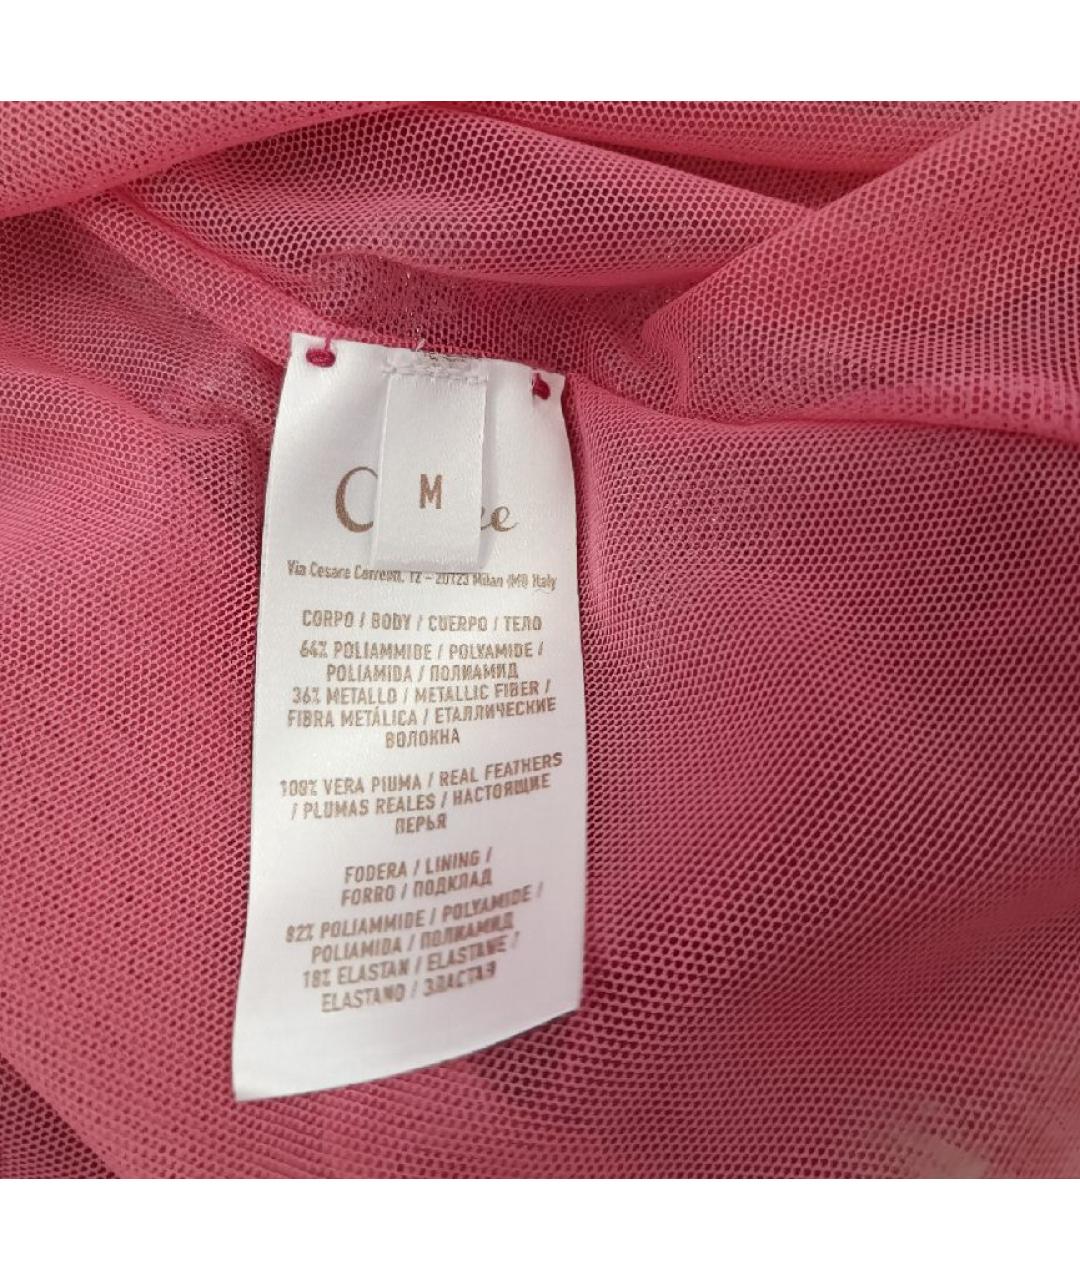 M
Via Cesare Correnti, 12 – 20123 Milan (MI) Italy
CORPO / BODY / CUERPO / ТЕЛО
64% POLIAMMIDE / POLYAMIDE /
POLIAMIDA / ПОЛИАМИД
36% METALLO / METALLIC FIBER /
FIBRA METÁLICA / ЕТАЛЛИЧЕСКИЕ
ВОЛОКНА
100% VERA PIUMA / REAL FEATHERS
/ PLUMAS REALES / НАСТОЯЩИЕ
ПЕРЬЯ
FODERA / LINING /
FORRO / ПОДКЛАД
82% POLIAMMIDE / POLYAMIDE /
POLIAMIDA / ПОЛИАМИД
18% ELASTAN / ELASTANE /
ELASTANO / ЭЛАСТАН